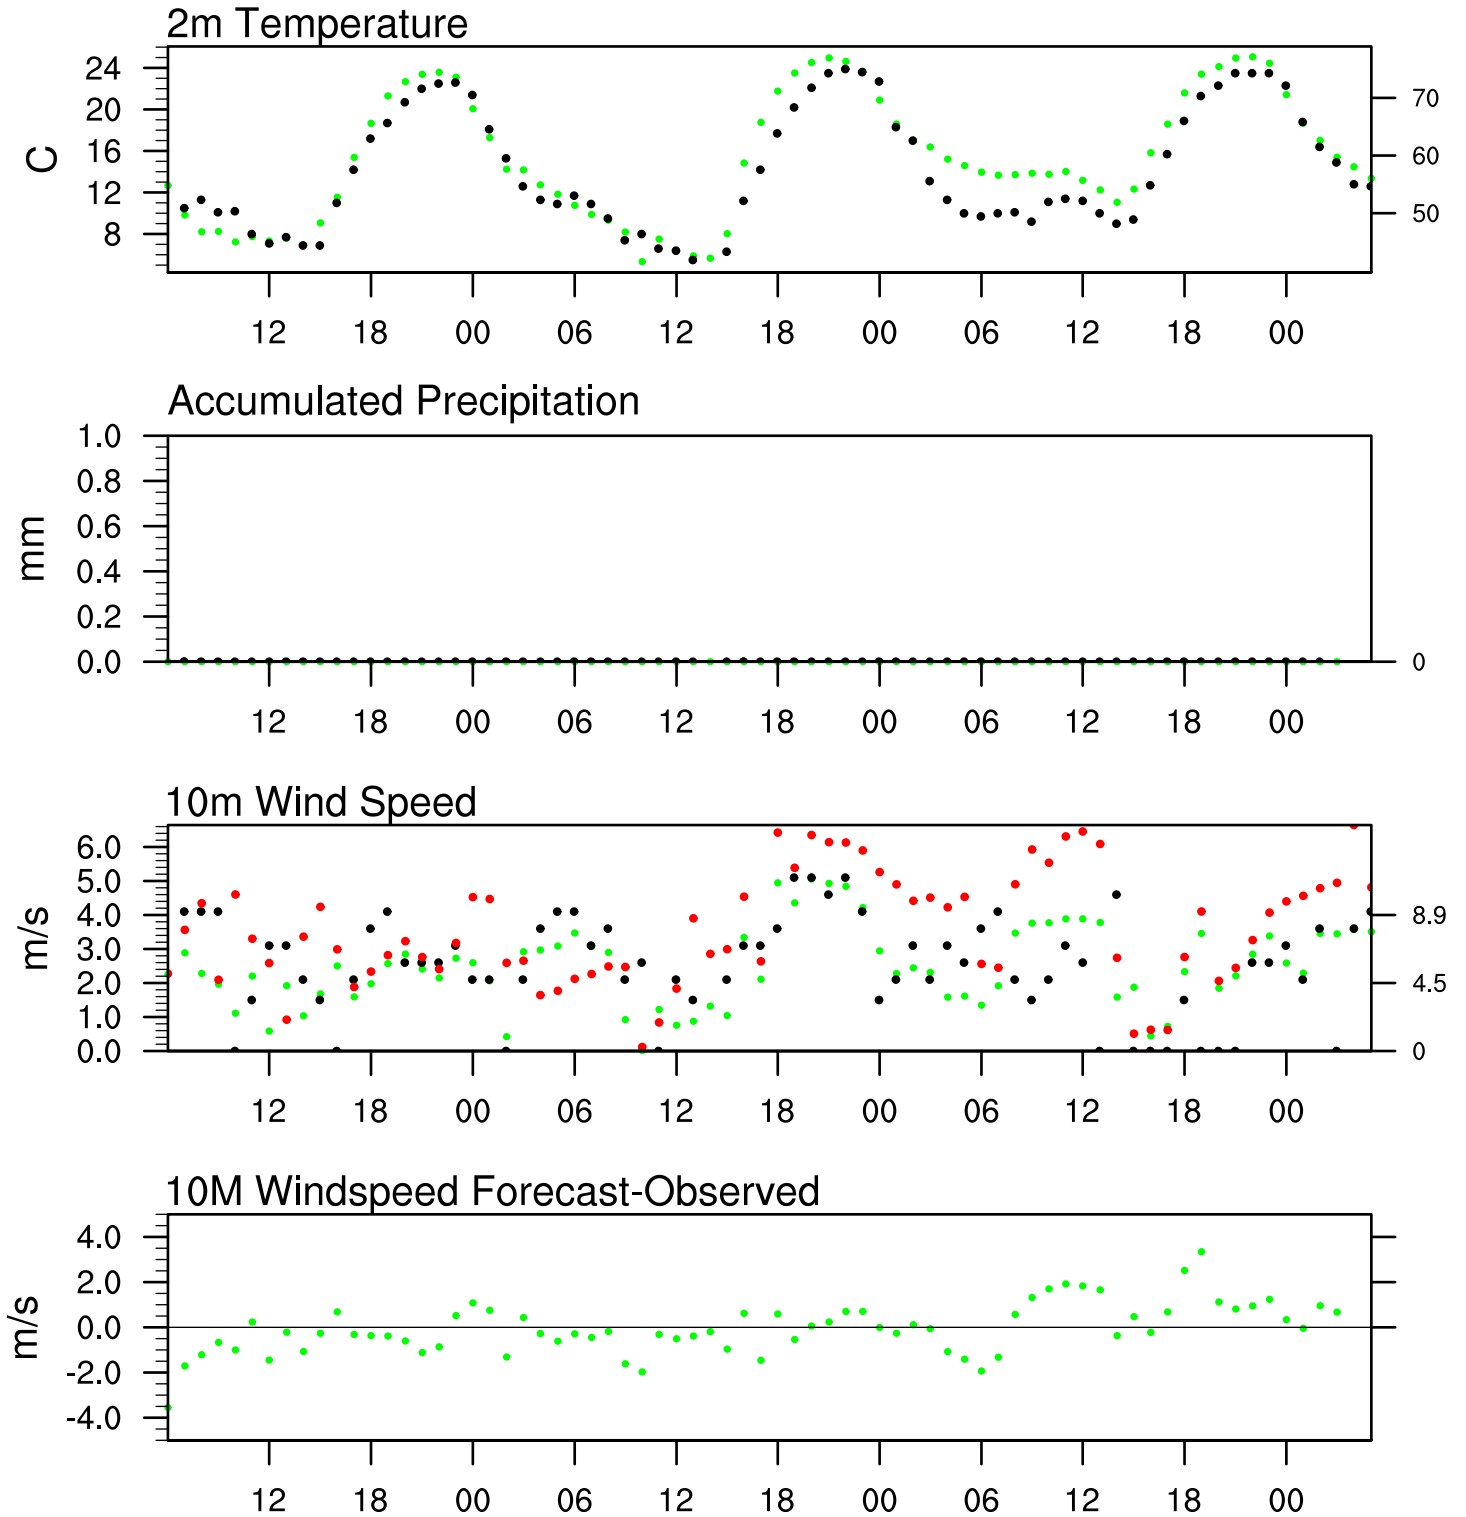 2m Temperature
24
20
16
12
8
C
70
60
50
12 18 00 06 12 18 00 06 12 18 00
Accumulated Precipitation
1.0
0.8
0.6
0.4
0.2
0.0
mm
0
12 18 00 06 12 18 00 06 12 18 00
10m Wind Speed
6.0
5.0
4.0
3.0
2.0
1.0
0.0
m/s
8.9
4.5
0
12 18 00 06 12 18 00 06 12 18 00
10M Windspeed Forecast-Observed
4.0
2.0
0.0
-2.0
-4.0
m/s
12 18 00 06 12 18 00 06 12 18 00